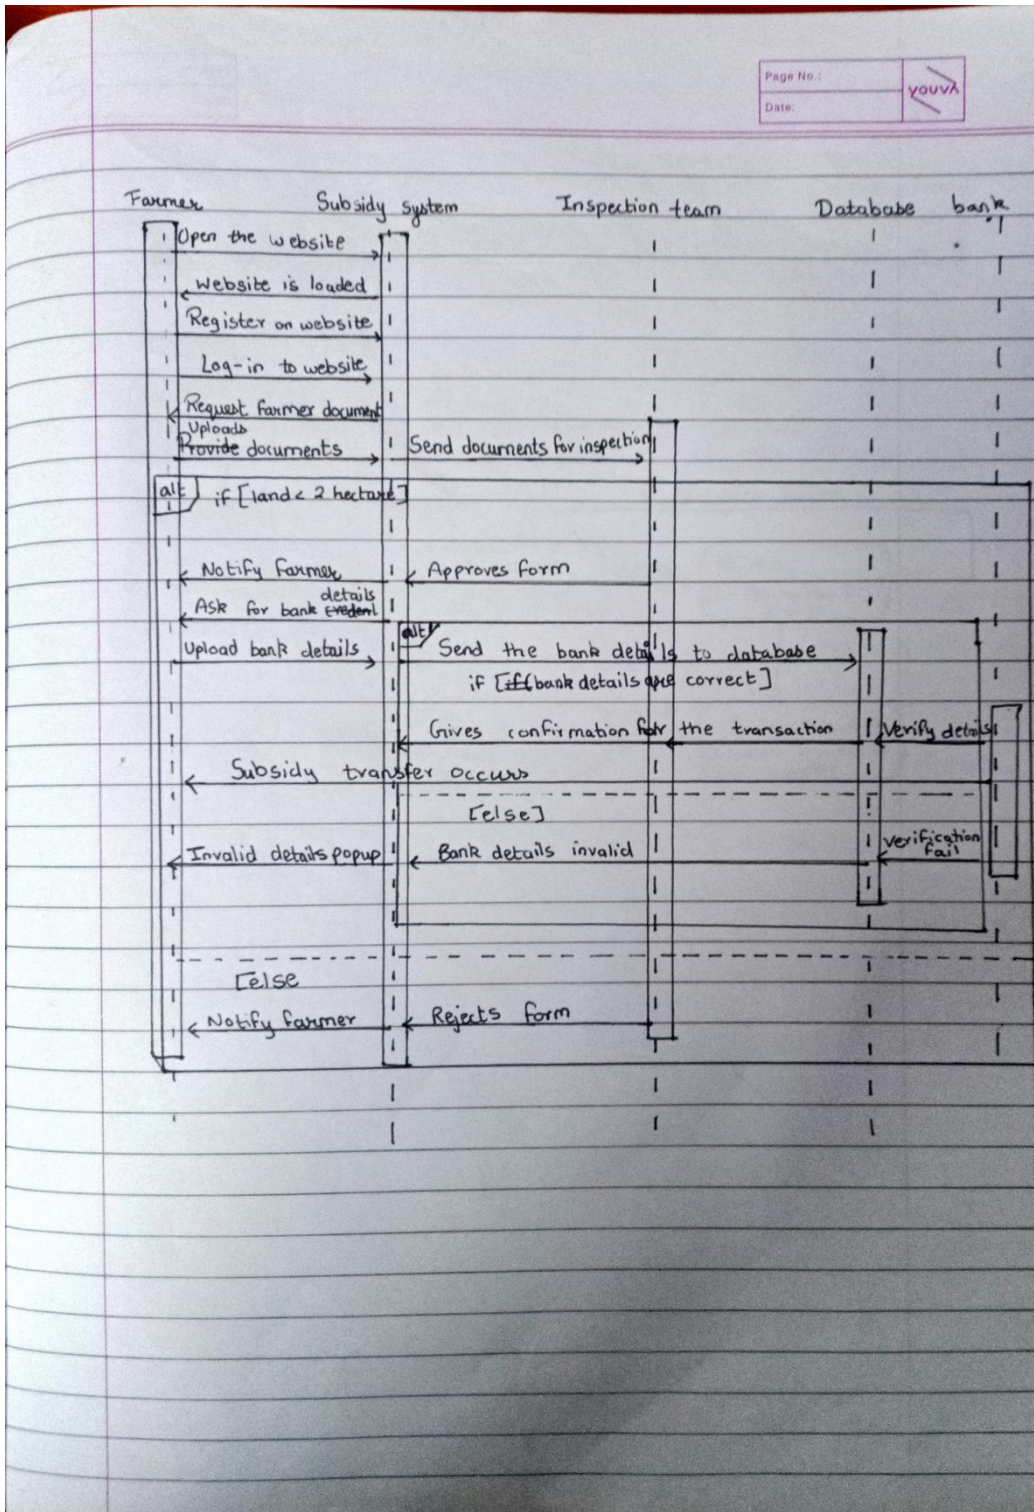 Page No.:
Date:
YOUVA
Farmer Subsidy system Inspection team Database bank
Open the website
Website is loaded
Register on website
Log-in to website
Request farmer document
Uploads
Provide documents Send documents for inspection
alt if [land < 2 hectare]
Notify farmer Approves form
details
Ask for bank credent
alt
Upload bank details Send the bank details to database
if [if (bank details are correct]
Gives confirmation for the transaction Verify details
Subsidy transfer occurs
[else]
Invalid details popup Bank details invalid verification
fail
[else
Notify farmer Rejects form